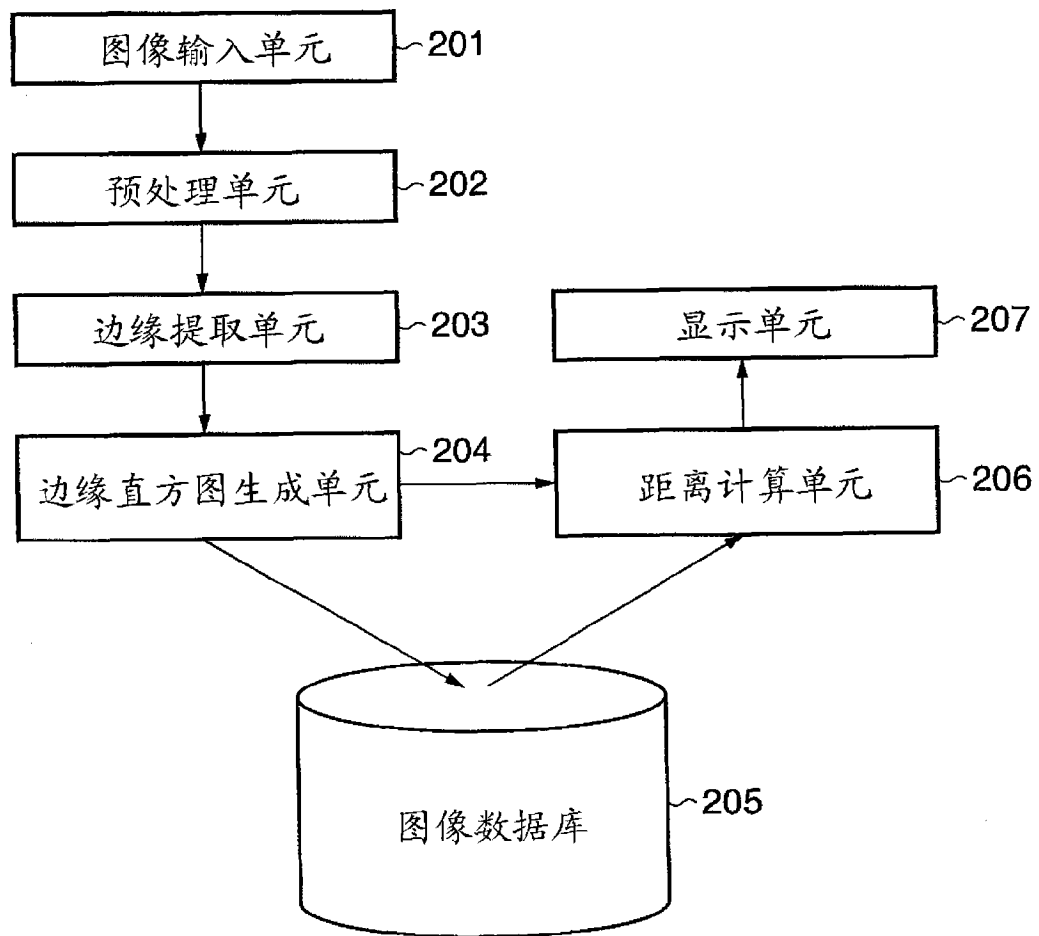 图像输入单元 201
预处理单元 202
边缘提取单元 203
显示单元 207
边缘直方图生成单元 204
距离计算单元 206
图像数据库 205